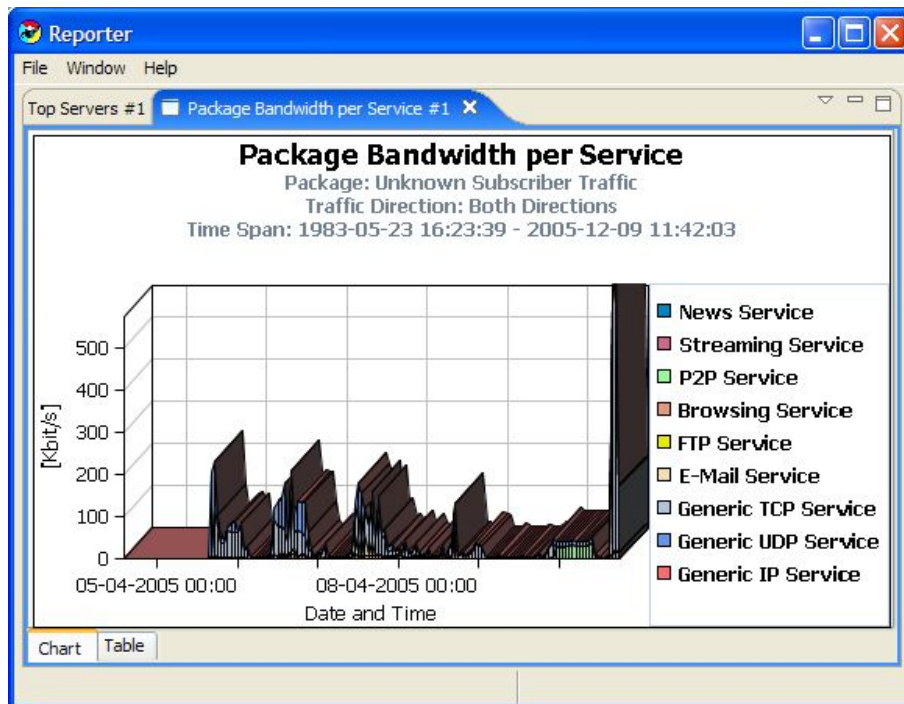 Reporter
File Window Help
Top Servers #1
Package Bandwidth per Service #1
Package Bandwidth per Service
Package: Unknown Subscriber Traffic
Traffic Direction: Both Directions
Time Span: 1983-05-23 16:23:39 - 2005-12-09 11:42:03
500
400
300
200
100
0
[Kbit/s]
05-04-2005 00:00
08-04-2005 00:00
Date and Time
News Service
Streaming Service
P2P Service
Browsing Service
FTP Service
E-Mail Service
Generic TCP Service
Generic UDP Service
Generic IP Service
Chart
Table